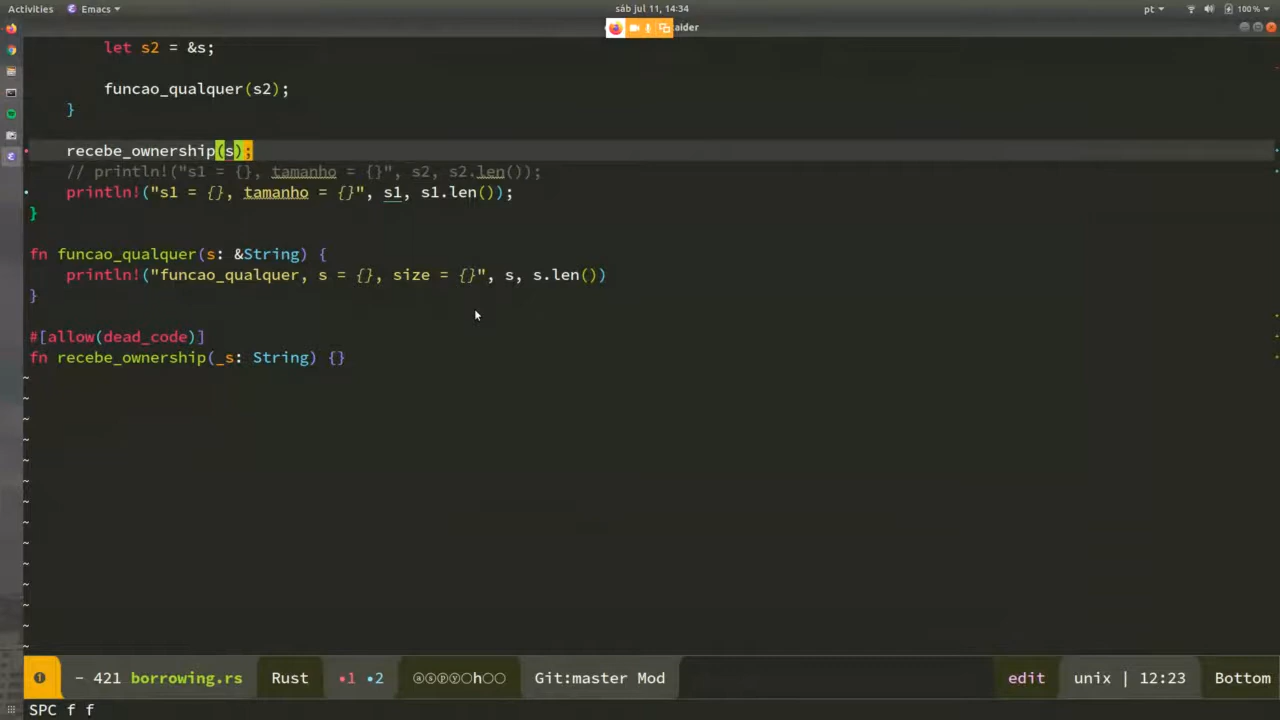 Activities Emacs sáb jul 11, 14:34 pt 100 %
aider
let s2 = &s;
funcao_qualquer(s2);
}
recebe_ownership(s);
// println!("s1 = {}, tamanho = {}", s2, s2.len());
println!("s1 = {}, tamanho = {}", s1, s1.len());
}
fn funcao_qualquer(s: &String) {
println!("funcao_qualquer, s = {}, size = {}", s, s.len())
}
#[allow(dead_code)]
fn recebe_ownership(_s: String) {}
~
~
~
~
~
~
~
~
~
~
~
~
~
~
❶ - 421 borrowing.rs Rust •1 •2 ⓐⓢⓟⓨ○h○○ Git:master Mod edit unix | 12:23 Bottom
SPC f f